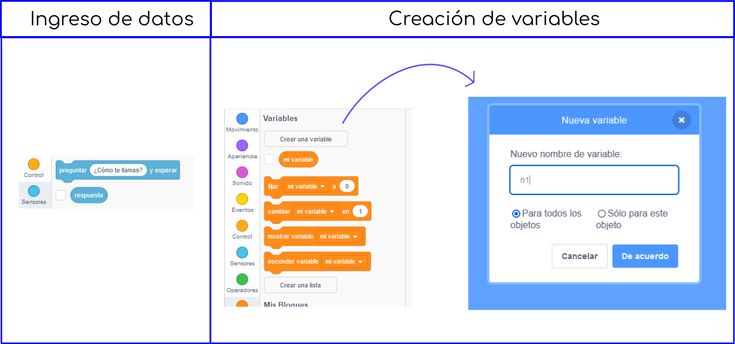 Ingreso de datos
Creación de variables
Control
Sensores
preguntar ¿Cómo te llamas? y esperar
respuesta
Movimiento
Apariencia
Sonido
Eventos
Control
Sensores
Operadores
Variables
Crear una variable
mi variable
fijar mi variable a 0
cambiar mi variable en 1
mostrar variable mi variable
esconder variable mi variable
Crear una lista
Mis Bloques
Nueva variable
Nuevo nombre de variable:
n1
Para todos los
objetos
Sólo para este
objeto
Cancelar
De acuerdo